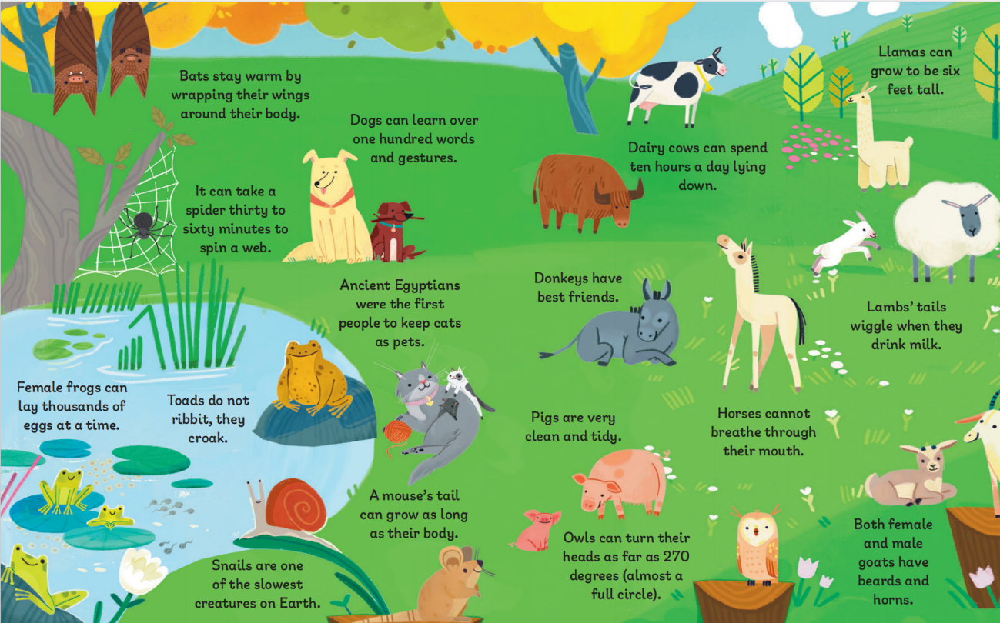 Bats stay warm by
wrapping their wings
around their body.
Dogs can learn over
one hundred words
and gestures.
It can take a
spider thirty to
sixty minutes to
spin a web.
Ancient Egyptians
were the first
people to keep cats
as pets.
Female frogs can
lay thousands of
eggs at a time.
Toads do not
ribbit, they
croak.
A mouse's tail
can grow as long
as their body.
Snails are one
of the slowest
creatures on Earth.
Llamas can
grow to be six
feet tall.
Dairy cows can spend
ten hours a day lying
down.
Donkeys have
best friends.
Lambs' tails
wiggle when they
drink milk.
Pigs are very
clean and tidy.
Horses cannot
breathe through
their mouth.
Owls can turn their
heads as far as 270
degrees (almost a
full circle).
Both female
and male
goats have
beards and
horns.